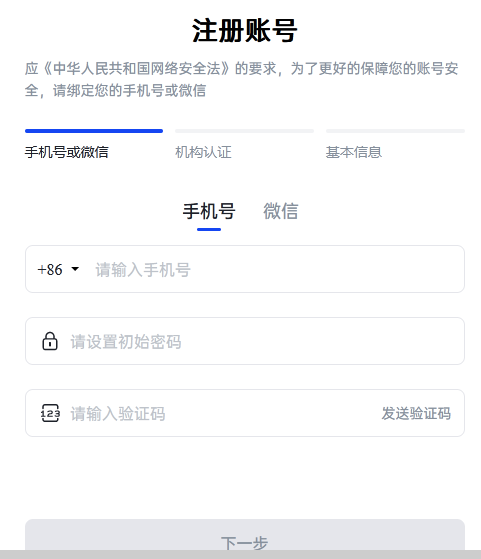 注册账号
应《中华人民共和国网络安全法》的要求，为了更好的保障您的账号安
全，请绑定您的手机号或微信
手机号或微信 机构认证 基本信息
手机号 微信
+86 请输入手机号
请设置初始密码
123 请输入验证码 发送验证码
下一步